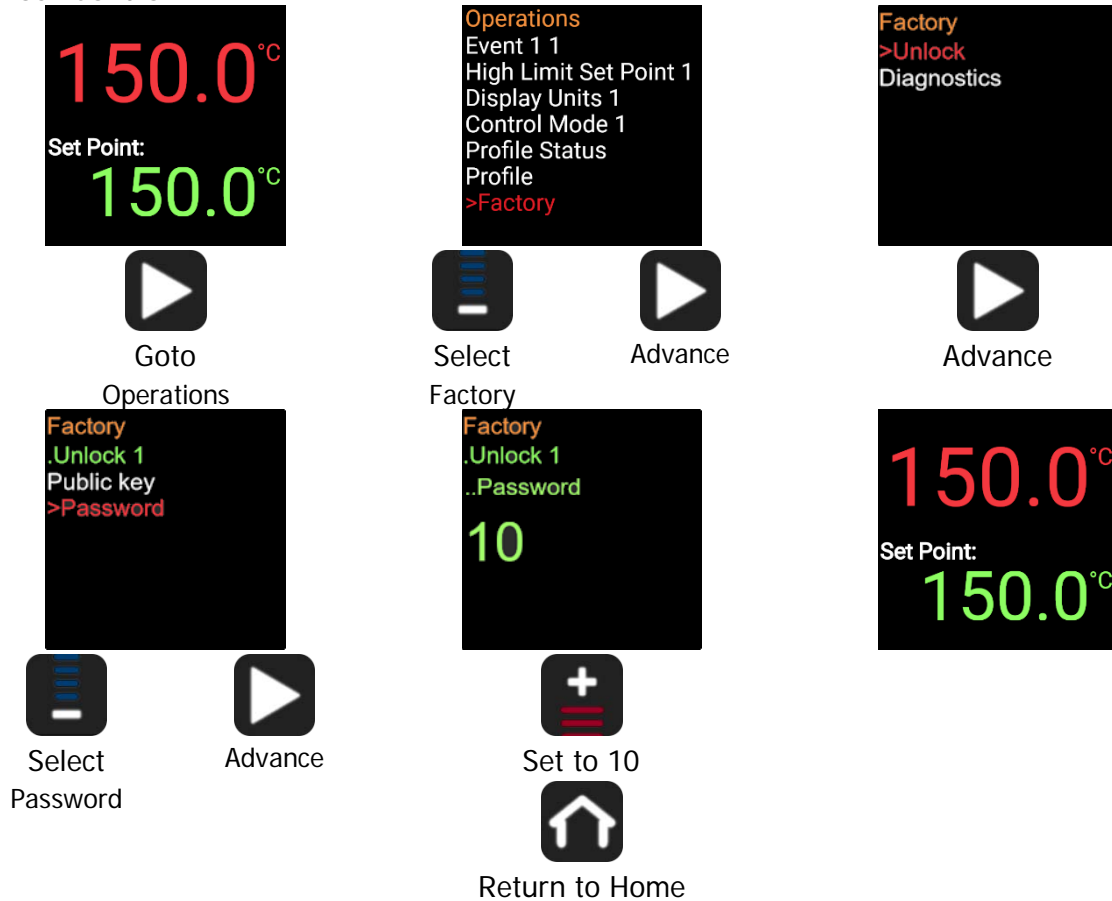 150.0°C
Set Point:
150.0°C
Goto
Operations
Operations
Event 1 1
High Limit Set Point 1
Display Units 1
Control Mode 1
Profile Status
Profile
>Factory
Select
Factory
Advance
Factory
>Unlock
Diagnostics
Advance
Factory
.Unlock 1
Public key
>Password
Select
Password
Advance
Factory
.Unlock 1
..Password
10
Set to 10
Return to Home
150.0°C
Set Point:
150.0°C